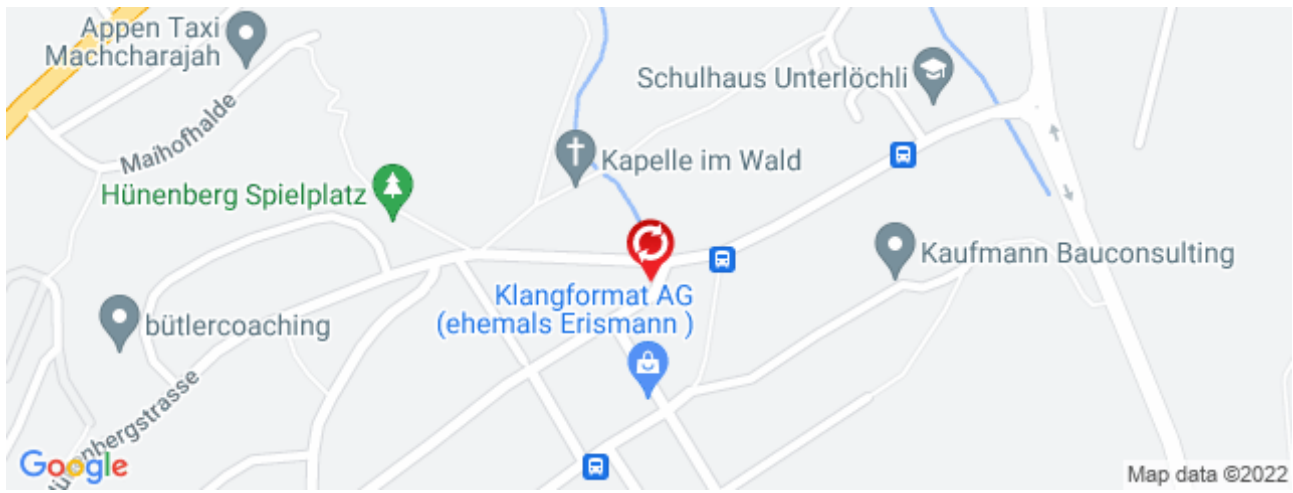 Appen Taxi
Machcharajah
Schulhaus Unterlöchli
Maihofhalde
Kapelle im Wald
Hünenberg Spielplatz
Kaufmann Bauconsulting
Klangformat AG
(ehemals Erismann )
bütlercoaching
enbergstrasse
Google
Map data ©2022